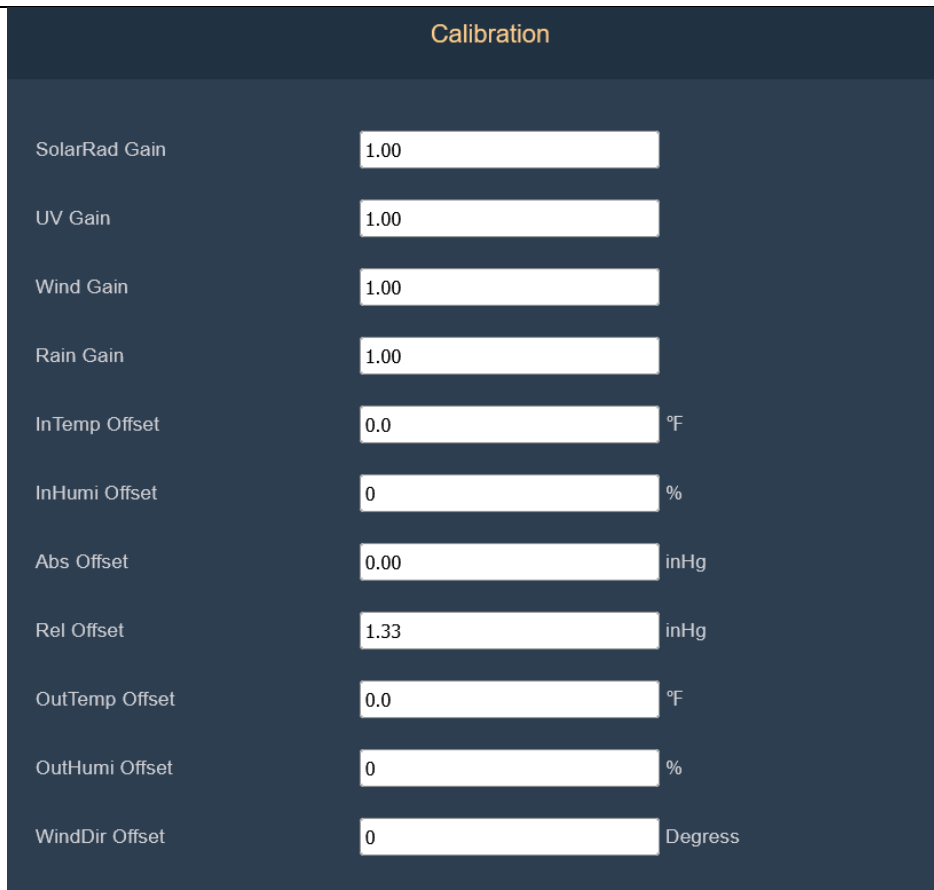 Calibration
SolarRad Gain 1.00
UV Gain 1.00
Wind Gain 1.00
Rain Gain 1.00
InTemp Offset 0.0 ℉
InHumi Offset 0 %
Abs Offset 0.00 inHg
Rel Offset 1.33 inHg
OutTemp Offset 0.0 ℉
OutHumi Offset 0 %
WindDir Offset 0 Degress